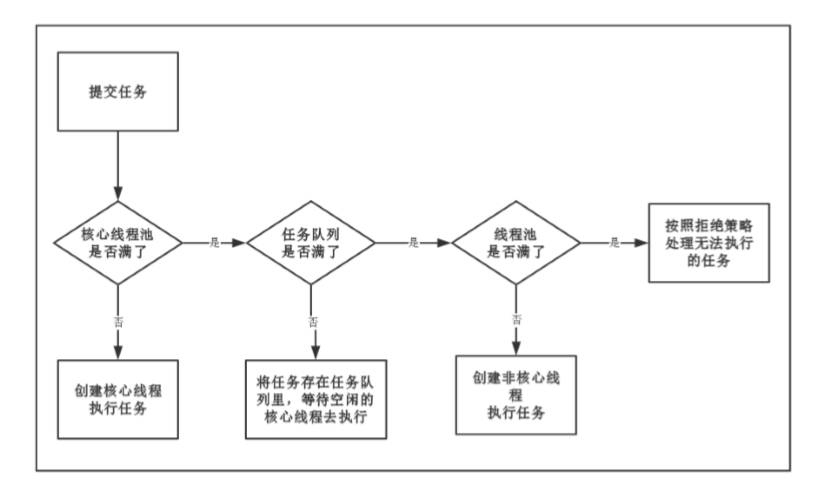 提交任务
核心线程池
是否满了
是
任务队列
是否满了
是
线程池
是否满了
是
按照拒绝策略
处理无法执行
的任务
否
否
否
创建核心线程
执行任务
将任务存在任务队
列里，等待空闲的
核心线程去执行
创建非核心线
程
执行任务